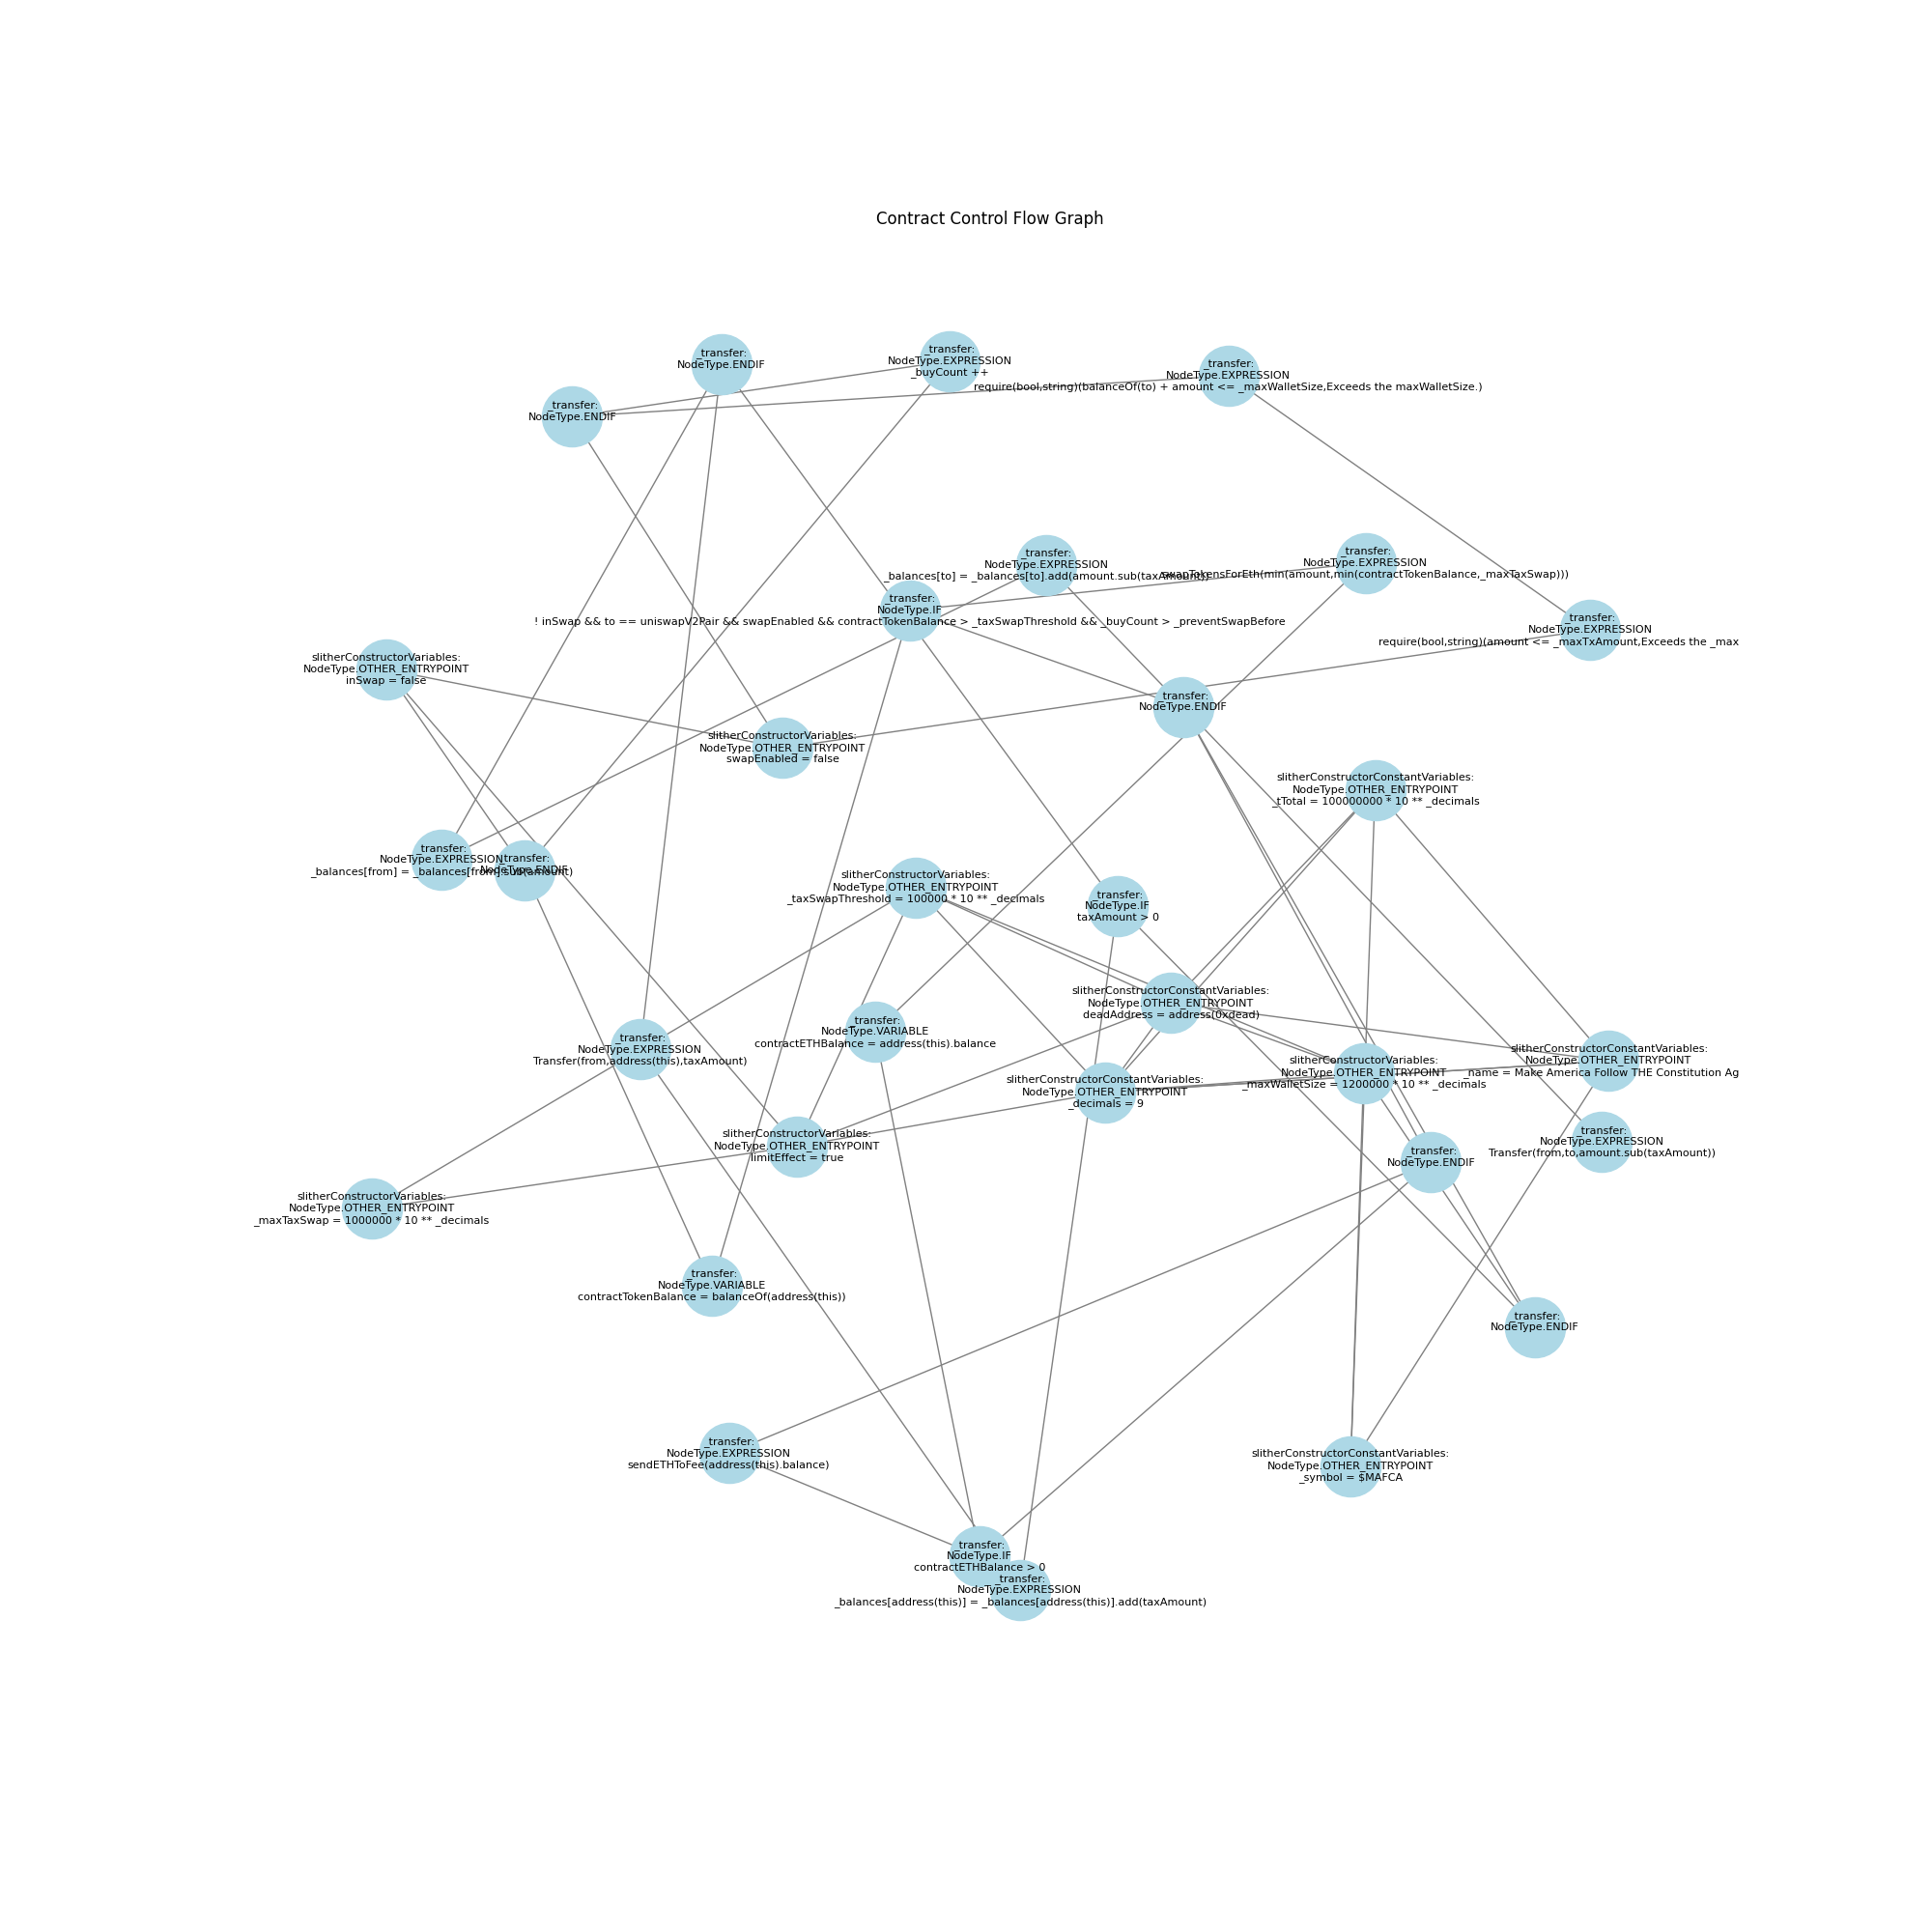 Contract Control Flow Graph
_transfer:
NodeType.ENDIF
_transfer:
NodeType.EXPRESSION
_buyCount ++
_transfer:
NodeType.EXPRESSION
require(bool,string)(balanceOf(to) + amount <= _maxWalletSize,Exceeds the maxWalletSize.)
_transfer:
NodeType.ENDIF
_transfer:
NodeType.EXPRESSION
_balances[to] = _balances[to].add(amount.sub(taxAmount))
_transfer:
NodeType.EXPRESSION
swapTokensForEth(min(amount,min(contractTokenBalance,_maxTaxSwap)))
_transfer:
NodeType.IF
! inSwap && to == uniswapV2Pair && swapEnabled && contractTokenBalance > _taxSwapThreshold && _buyCount > _preventSwapBefore
_transfer:
NodeType.EXPRESSION
require(bool,string)(amount <= _maxTxAmount,Exceeds the _max
slitherConstructorVariables:
NodeType.OTHER_ENTRYPOINT
inSwap = false
_transfer:
NodeType.ENDIF
slitherConstructorVariables:
NodeType.OTHER_ENTRYPOINT
swapEnabled = false
slitherConstructorConstantVariables:
NodeType.OTHER_ENTRYPOINT
_tTotal = 100000000 * 10 ** _decimals
_transfer:
NodeType.EXPRESSION
_balances[from] = _balances[from].sub(amount)
_transfer:
NodeType.ENDIF
slitherConstructorVariables:
NodeType.OTHER_ENTRYPOINT
_taxSwapThreshold = 100000 * 10 ** _decimals
_transfer:
NodeType.IF
taxAmount > 0
slitherConstructorConstantVariables:
NodeType.OTHER_ENTRYPOINT
deadAddress = address(0xdead)
_transfer:
NodeType.VARIABLE
contractETHBalance = address(this).balance
_transfer:
NodeType.EXPRESSION
Transfer(from,address(this),taxAmount)
slitherConstructorConstantVariables:
NodeType.OTHER_ENTRYPOINT
_name = Make America Follow THE Constitution Ag
slitherConstructorVariables:
NodeType.OTHER_ENTRYPOINT
_maxWalletSize = 1200000 * 10 ** _decimals
slitherConstructorConstantVariables:
NodeType.OTHER_ENTRYPOINT
_decimals = 9
_transfer:
NodeType.EXPRESSION
Transfer(from,to,amount.sub(taxAmount))
slitherConstructorVariables:
NodeType.OTHER_ENTRYPOINT
limitEffect = true
_transfer:
NodeType.ENDIF
slitherConstructorVariables:
NodeType.OTHER_ENTRYPOINT
_maxTaxSwap = 1000000 * 10 ** _decimals
_transfer:
NodeType.VARIABLE
contractTokenBalance = balanceOf(address(this))
_transfer:
NodeType.ENDIF
_transfer:
NodeType.EXPRESSION
sendETHToFee(address(this).balance)
slitherConstructorConstantVariables:
NodeType.OTHER_ENTRYPOINT
_symbol = $MAFCA
_transfer:
NodeType.IF
contractETHBalance > 0
_transfer:
NodeType.EXPRESSION
_balances[address(this)] = _balances[address(this)].add(taxAmount)